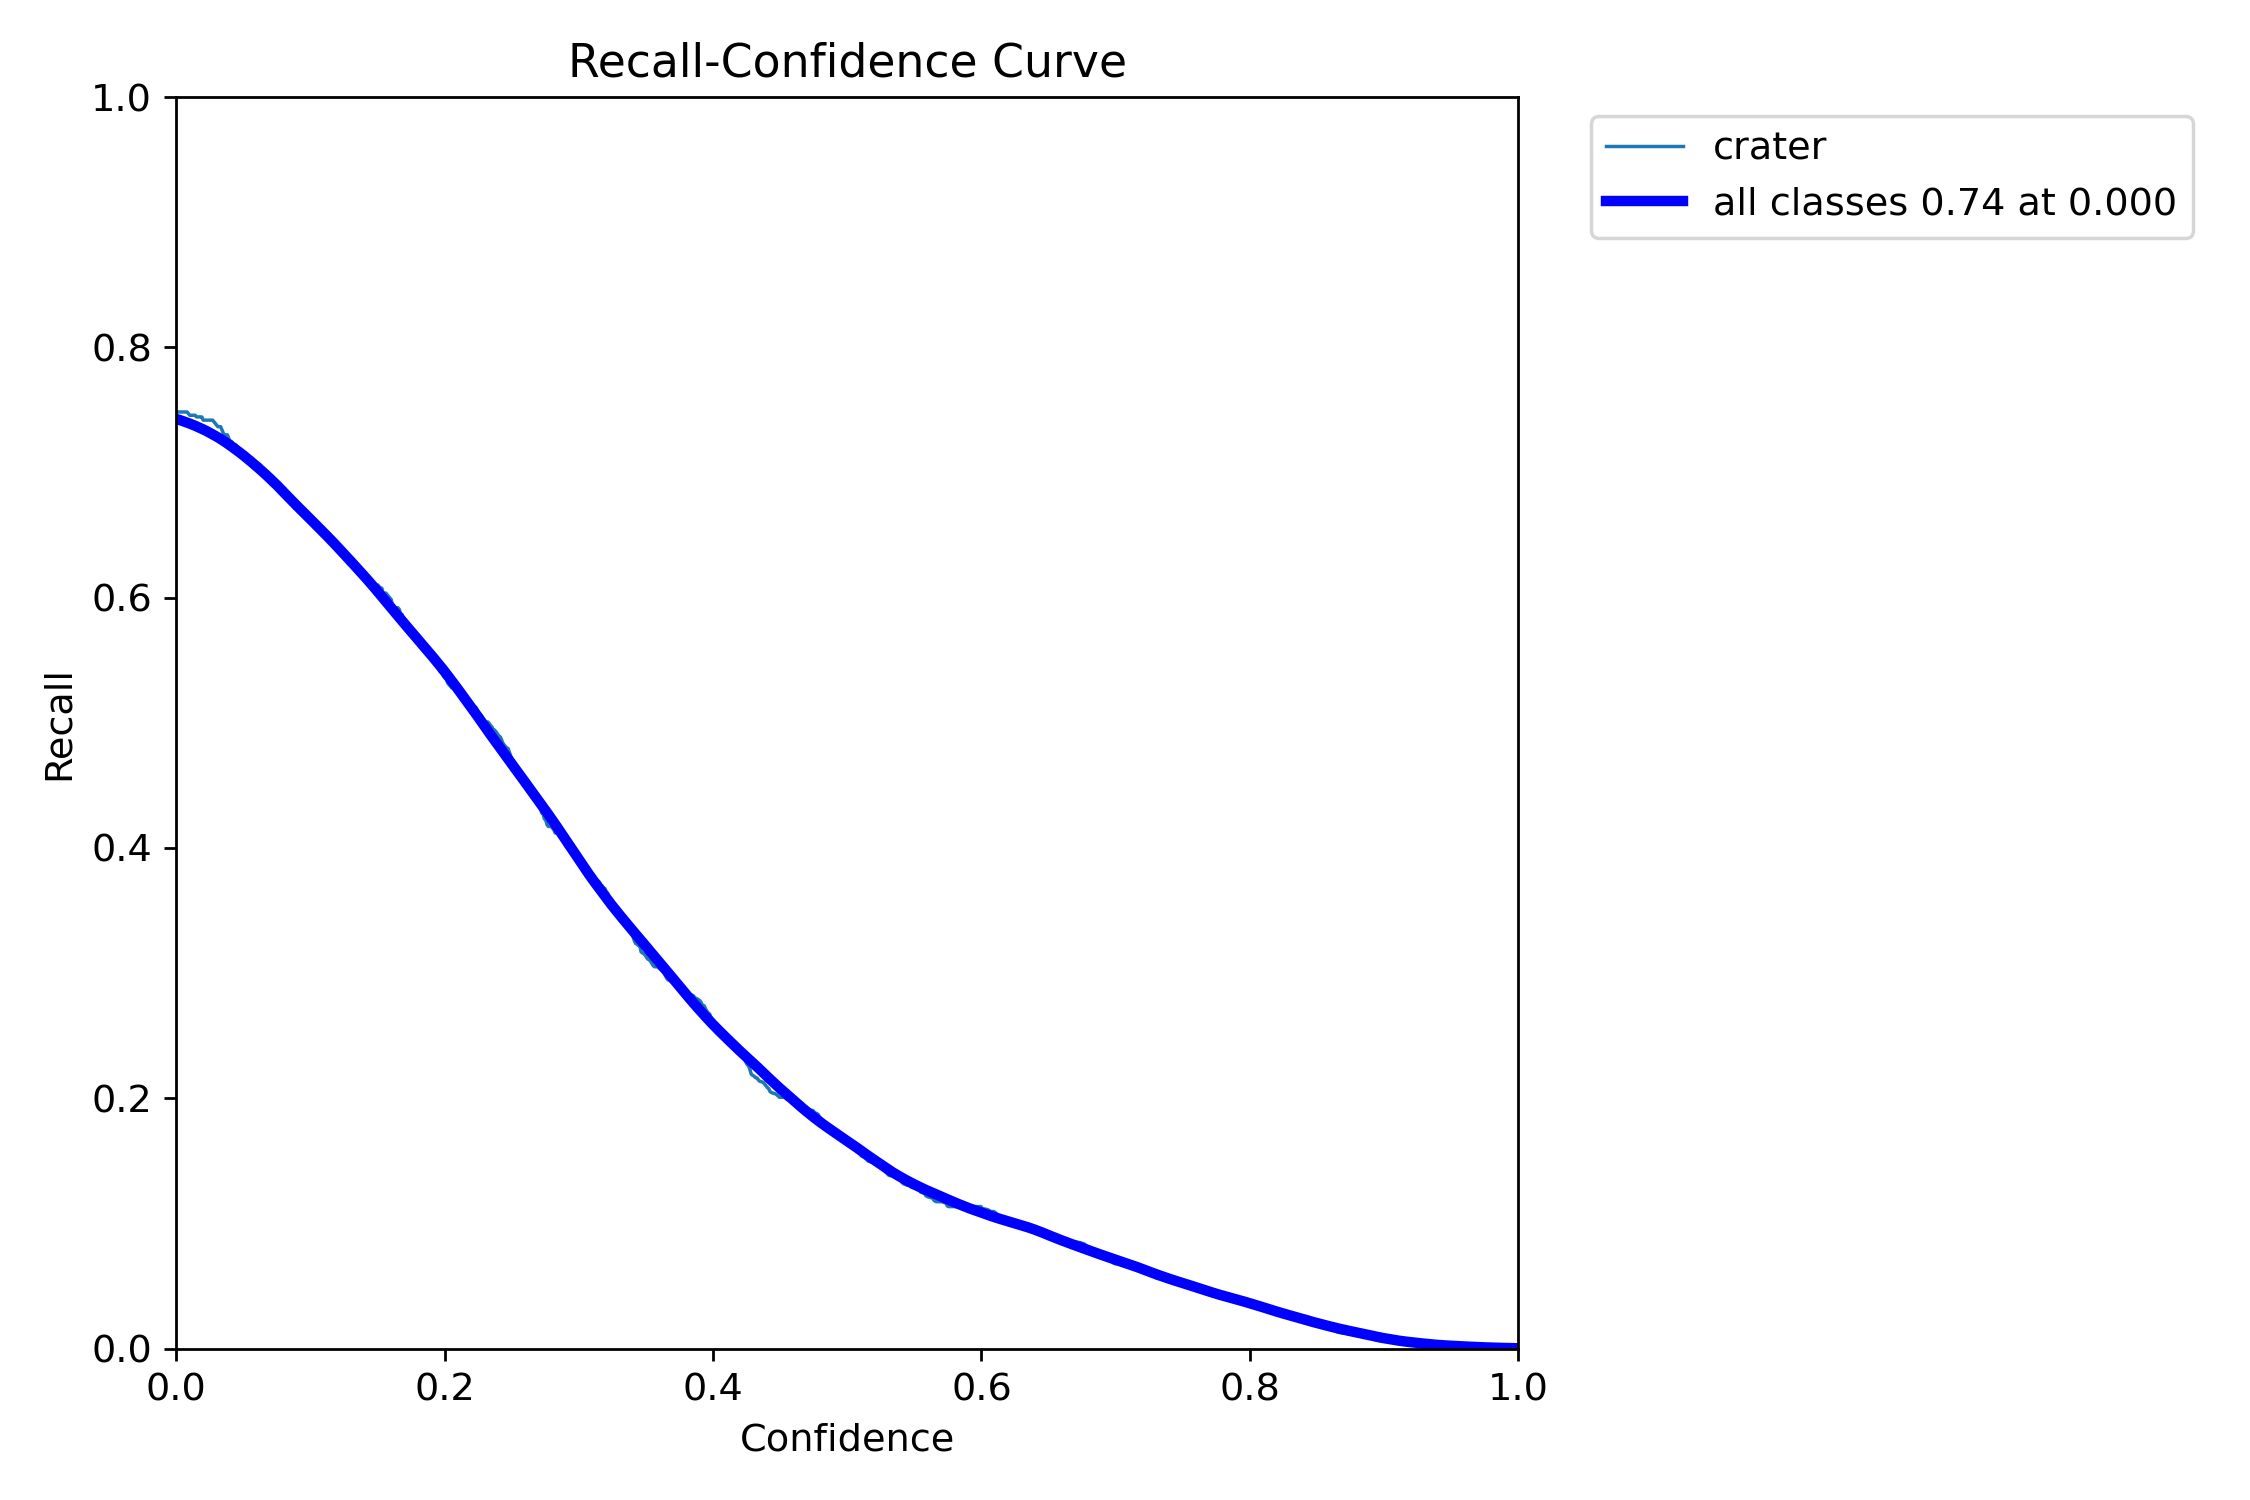 Recall-Confidence Curve
1.0
0.8
0.6
0.4
0.2
0.0
Recall
0.0 0.2 0.4 0.6 0.8 1.0
Confidence
crater
all classes 0.74 at 0.000